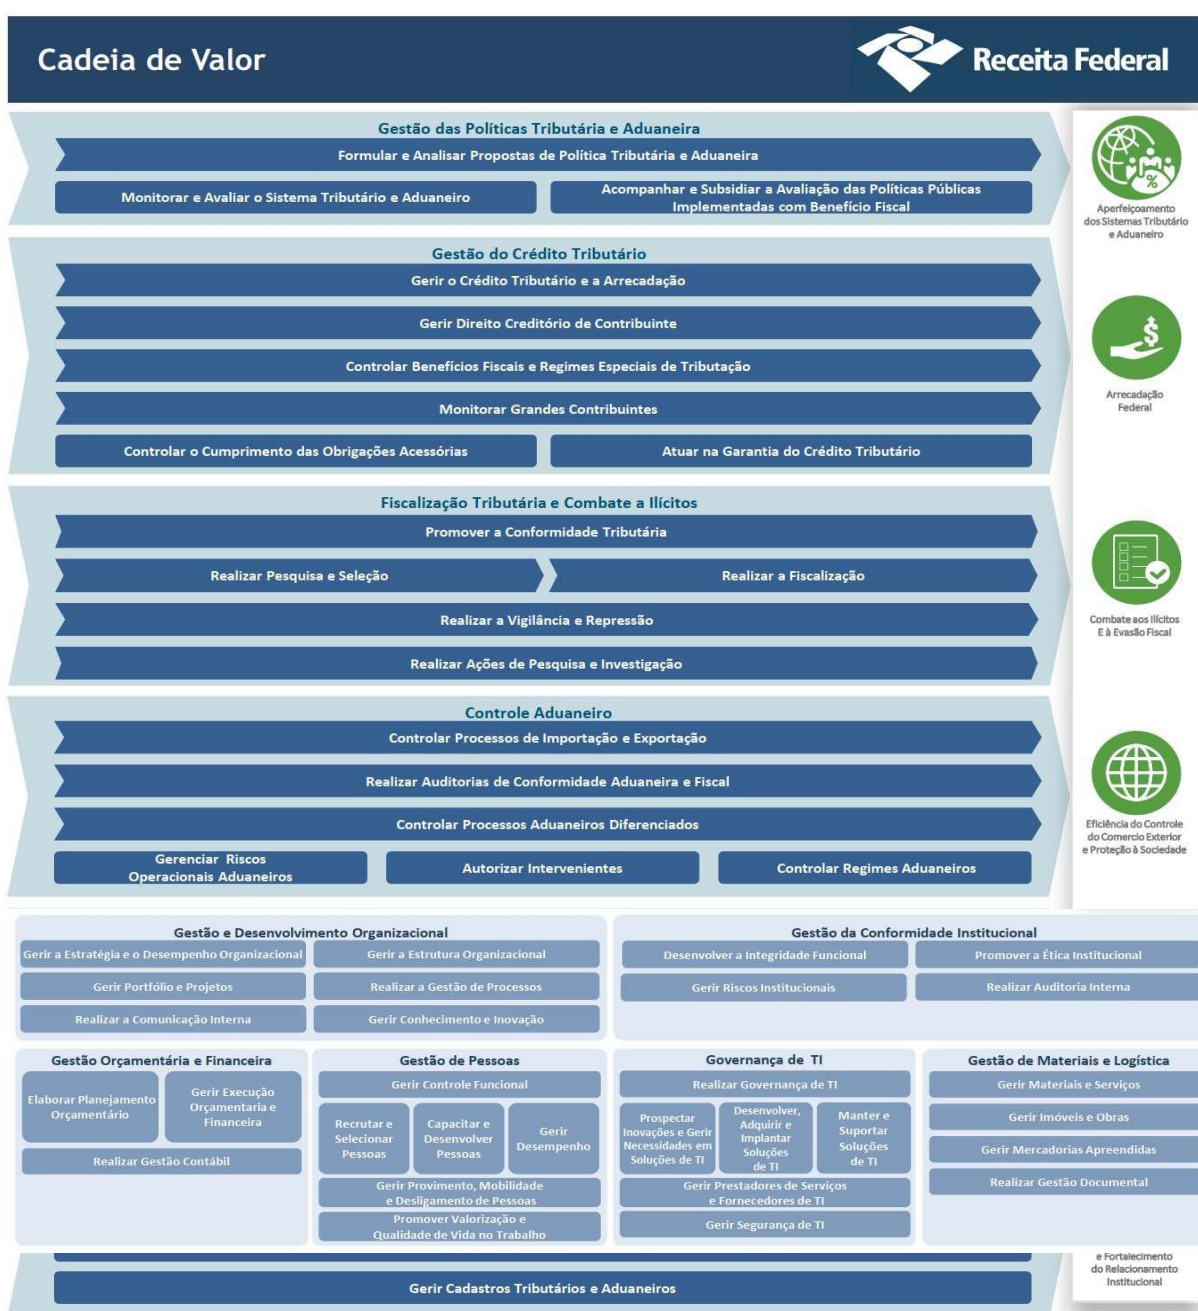 Cadeia de Valor
Receita Federal
Gestão das Políticas Tributária e Aduaneira
Formular e Analisar Propostas de Política Tributária e Aduaneira
Monitorar e Avaliar o Sistema Tributário e Aduaneiro
Acompanhar e Subsidiar a Avaliação das Políticas Públicas
Implementadas com Benefício Fiscal
Aperfeiçoamento
dos Sistemas Tributário
e Aduaneiro
Gestão do Crédito Tributário
Gerir o Crédito Tributário e a Arrecadação
Gerir Direito Creditório de Contribuinte
Controlar Benefícios Fiscais e Regimes Especiais de Tributação
Monitorar Grandes Contribuintes
Controlar o Cumprimento das Obrigações Acessórias
Atuar na Garantia do Crédito Tributário
Arrecadação
Federal
Fiscalização Tributária e Combate a Ilícitos
Promover a Conformidade Tributária
Realizar Pesquisa e Seleção
Realizar a Fiscalização
Realizar a Vigilância e Repressão
Realizar Ações de Pesquisa e Investigação
Combate aos Ilícitos
E à Evasão Fiscal
Controle Aduaneiro
Controlar Processos de Importação e Exportação
Realizar Auditorias de Conformidade Aduaneira e Fiscal
Controlar Processos Aduaneiros Diferenciados
Gerenciar Riscos
Operacionais Aduaneiros
Autorizar Intervenientes
Controlar Regimes Aduaneiros
Eficiência do Controle
do Comercio Exterior
e Proteção à Sociedade
Gestão e Desenvolvimento Organizacional
Gerir a Estratégia e o Desempenho Organizacional
Gerir a Estrutura Organizacional
Gerir Portfólio e Projetos
Realizar a Gestão de Processos
Realizar a Comunicação Interna
Gerir Conhecimento e Inovação
Gestão da Conformidade Institucional
Desenvolver a Integridade Funcional
Promover a Ética Institucional
Gerir Riscos Institucionais
Realizar Auditoria Interna
Gestão Orçamentária e Financeira
Elaborar Planejamento
Orçamentário
Gerir Execução
Orçamentaria e
Financeira
Realizar Gestão Contábil
Gestão de Pessoas
Gerir Controle Funcional
Recrutar e
Selecionar
Pessoas
Capacitar e
Desenvolver
Pessoas
Gerir
Desempenho
Gerir Provimento, Mobilidade
e Desligamento de Pessoas
Promover Valorização e
Qualidade de Vida no Trabalho
Governança de TI
Realizar Governança de TI
Prospectar
Inovações e Gerir
Necessidades em
Soluções de TI
Desenvolver,
Adquirir e
Implantar
Soluções
de TI
Manter e
Suportar
Soluções
de TI
Gerir Prestadores de Serviços
e Fornecedores de TI
Gerir Segurança de TI
Gestão de Materiais e Logística
Gerir Materiais e Serviços
Gerir Imóveis e Obras
Gerir Mercadorias Apreendidas
Realizar Gestão Documental
e Fortalecimento
do Relacionamento
Institucional
Gerir Cadastros Tributários e Aduaneiros